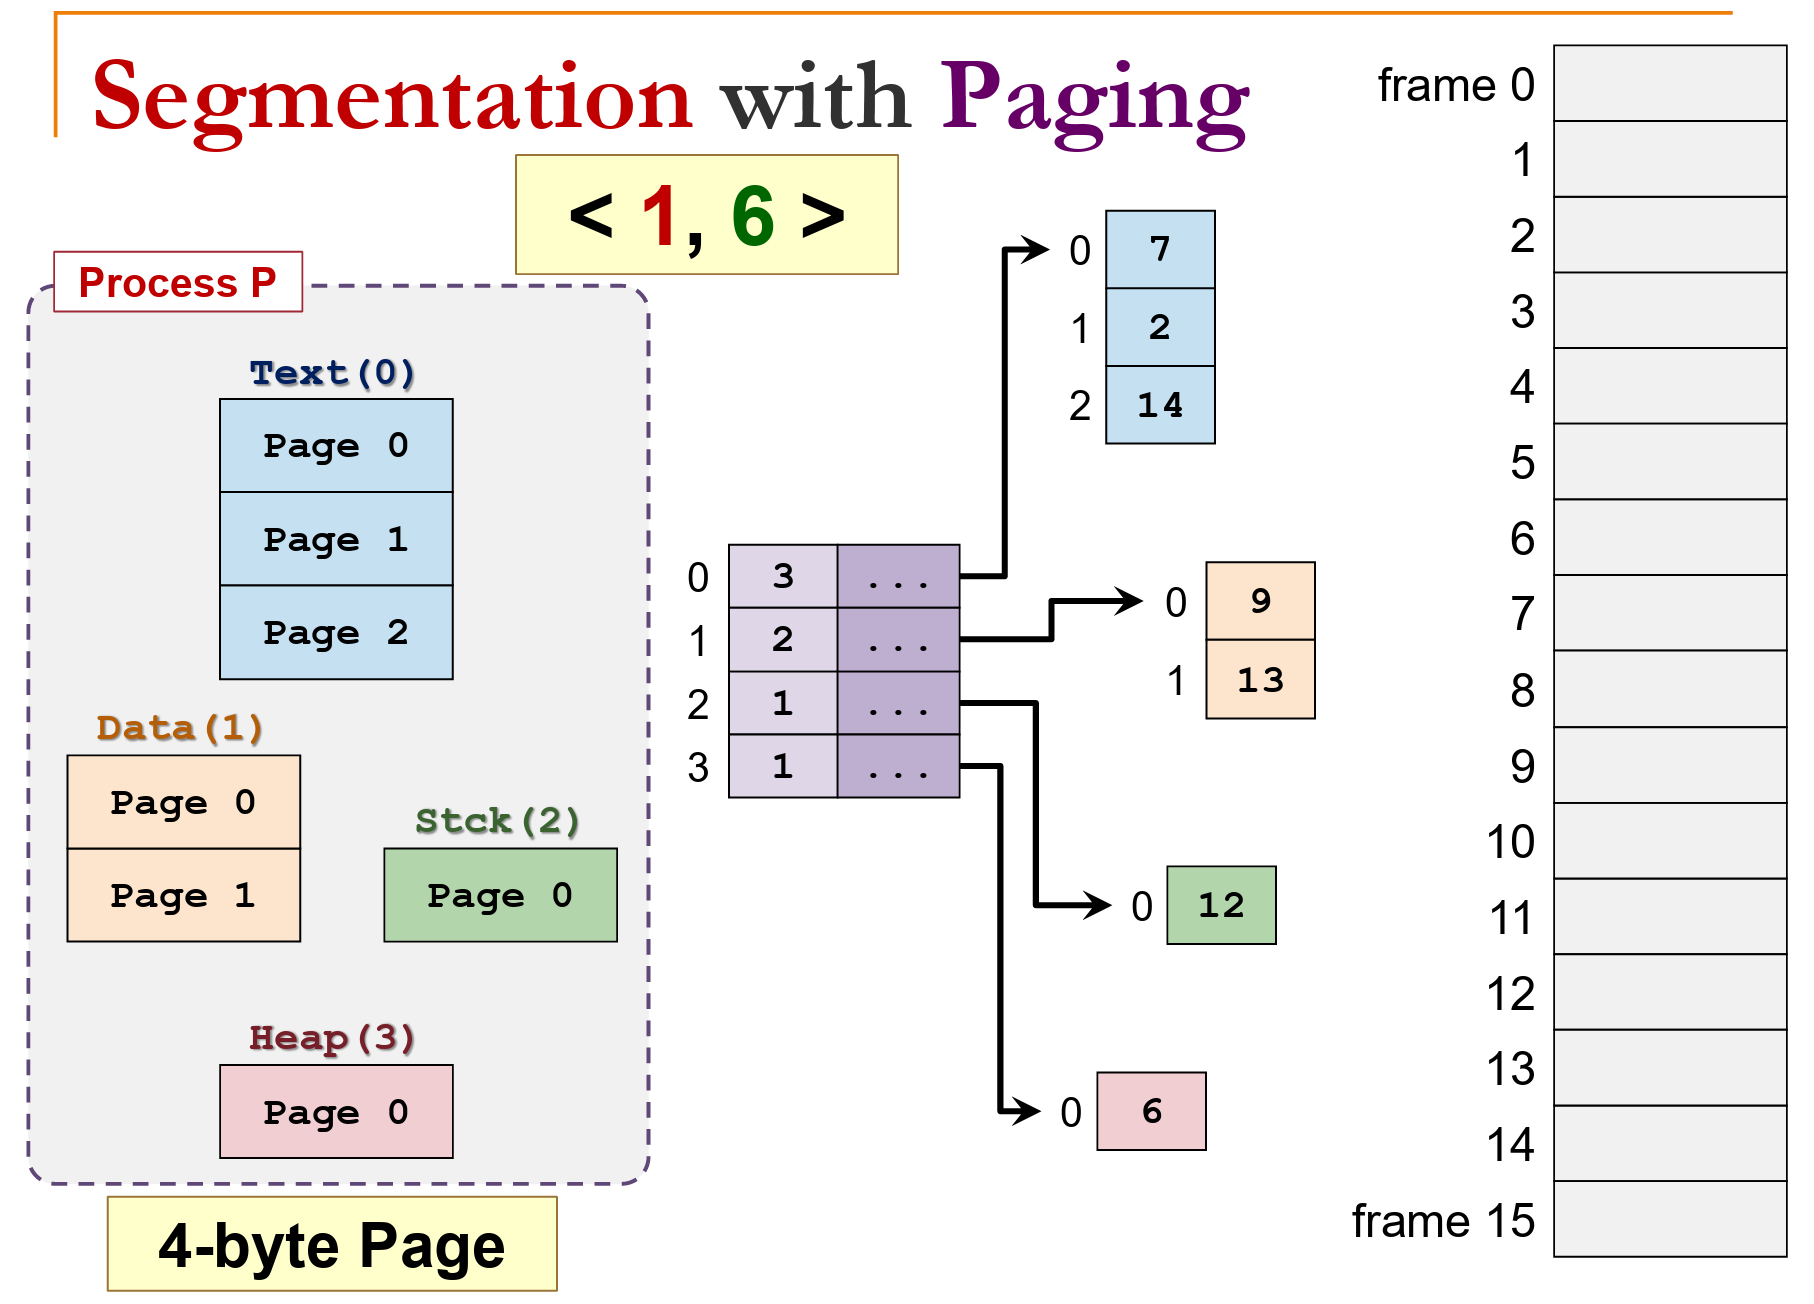 Segmentation with Paging
< 1, 6 >
Process P
Text(0)
Page 0
Page 1
Page 2
Data(1)
Page 0
Page 1
Stck(2)
Page 0
Heap(3)
Page 0
4-byte Page
0 3 ...
1 2 ...
2 1 ...
3 1 ...
0 7
1 2
2 14
0 9
1 13
0 12
0 6
frame 0
1
2
3
4
5
6
7
8
9
10
11
12
13
14
frame 15